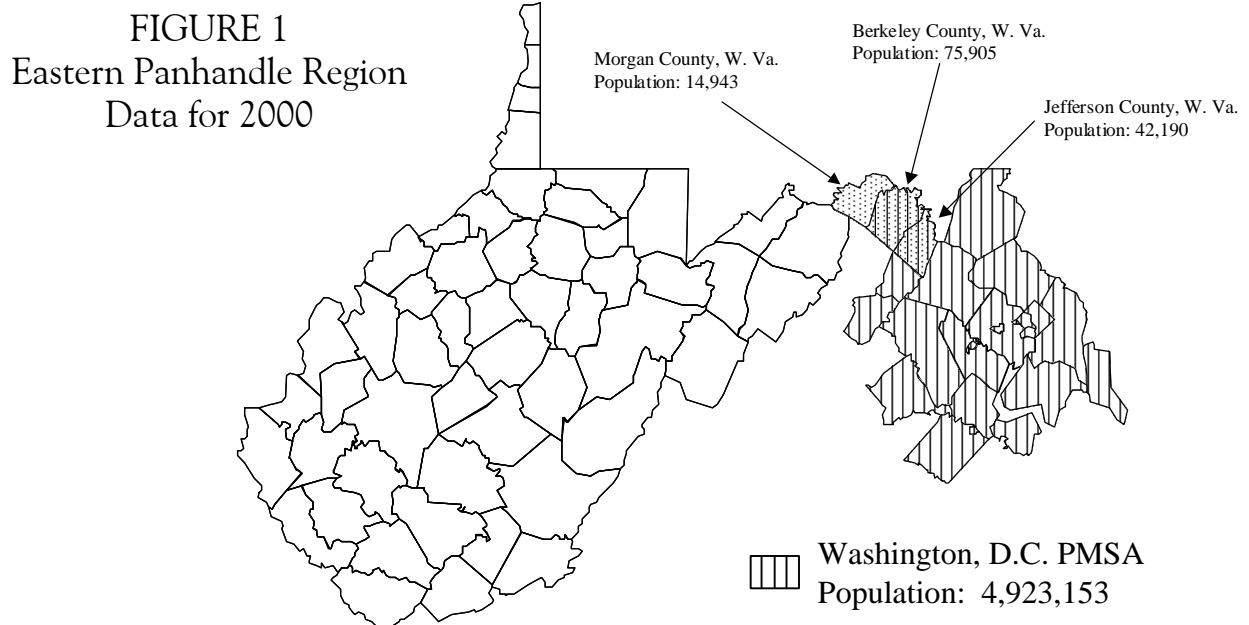 FIGURE 1
Eastern Panhandle Region
Data for 2000
Morgan County, W. Va.
Population: 14,943
Berkeley County, W. Va.
Population: 75,905
Jefferson County, W. Va.
Population: 42,190
Washington, D.C. PMSA
Population: 4,923,153